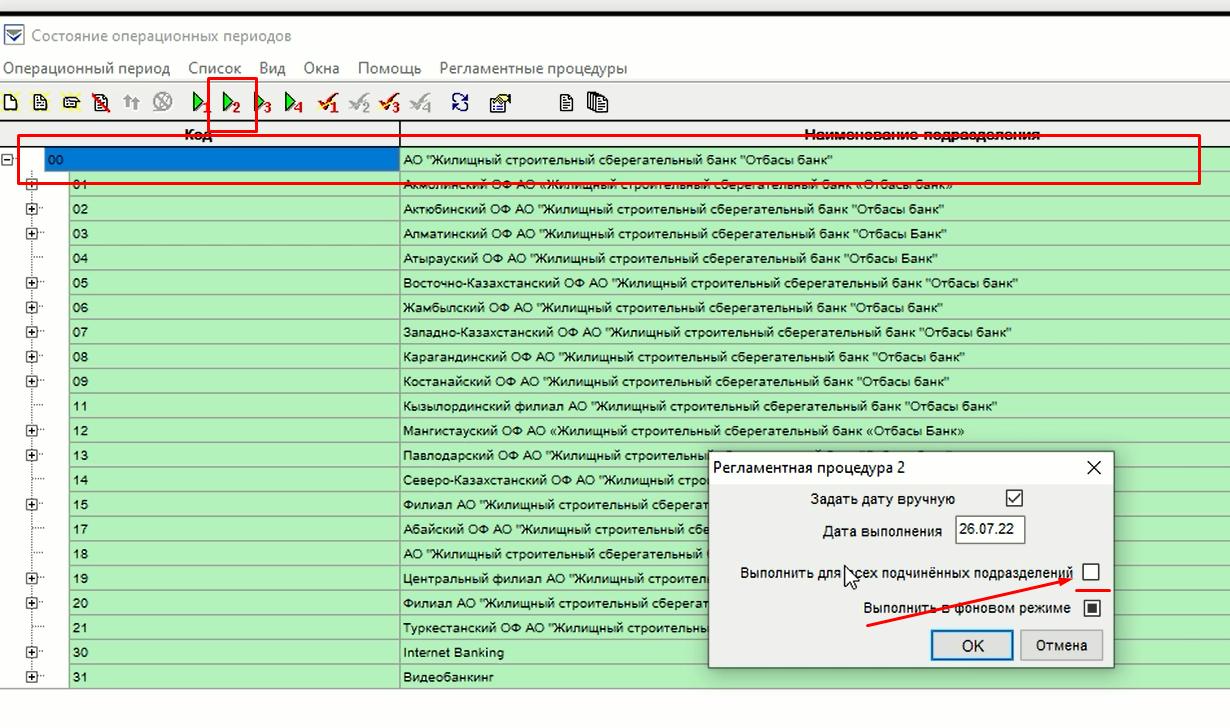 Состояние операционных периодов
Операционный период Список Вид Окна Помощь Регламентные процедуры
1 2 3 4 1 2 3 4
Код Наименование подразделения
00 АО "Жилищный строительный сберегательный банк "Отбасы банк"
01 Акмолинский ОФ АО «Жилищный строительный сберегательный банк «Отбасы банк»
02 Актюбинский ОФ АО "Жилищный строительный сберегательный банк "Отбасы банк"
03 Алматинский ОФ АО "Жилищный строительный сберегательный банк "Отбасы Банк"
04 Атырауский ОФ АО "Жилищный строительный сберегательный банк "Отбасы Банк"
05 Восточно-Казахстанский ОФ АО "Жилищный строительный сберегательный банк "Отбасы банк"
06 Жамбылский ОФ АО "Жилищный строительный сберегательный банк "Отбасы банк"
07 Западно-Казахстанский ОФ АО "Жилищный строительный сберегательный банк "Отбасы банк"
08 Карагандинский ОФ АО "Жилищный строительный сберегательный банк "Отбасы банк"
09 Костанайский ОФ АО "Жилищный строительный сберегательный банк "Отбасы банк"
11 Кызылординский филиал АО "Жилищный строительный сберегательный банк "Отбасы банк"
12 Мангистауский ОФ АО «Жилищный строительный сберегательный банк «Отбасы Банк»
13 Павлодарский ОФ АО "Жилищный строительный
14 Северо-Казахстанский ОФ АО "Жилищный стро
15 Филиал АО "Жилищный строительный сберегат
17 Абайский ОФ АО "Жилищный строительный сбе
18 АО "Жилищный строительный сберегательный
19 Центральный филиал АО "Жилищный строител
20 Филиал АО "Жилищный строительный сберегат
21 Туркестанский ОФ АО "Жилищный строительны
30 Internet Banking
31 Видеобанкинг
Регламентная процедура 2
Задать дату вручную
Дата выполнения 26.07.22
Выполнить для всех подчинённых подразделений
Выполнить в фоновом режиме
OK Отмена